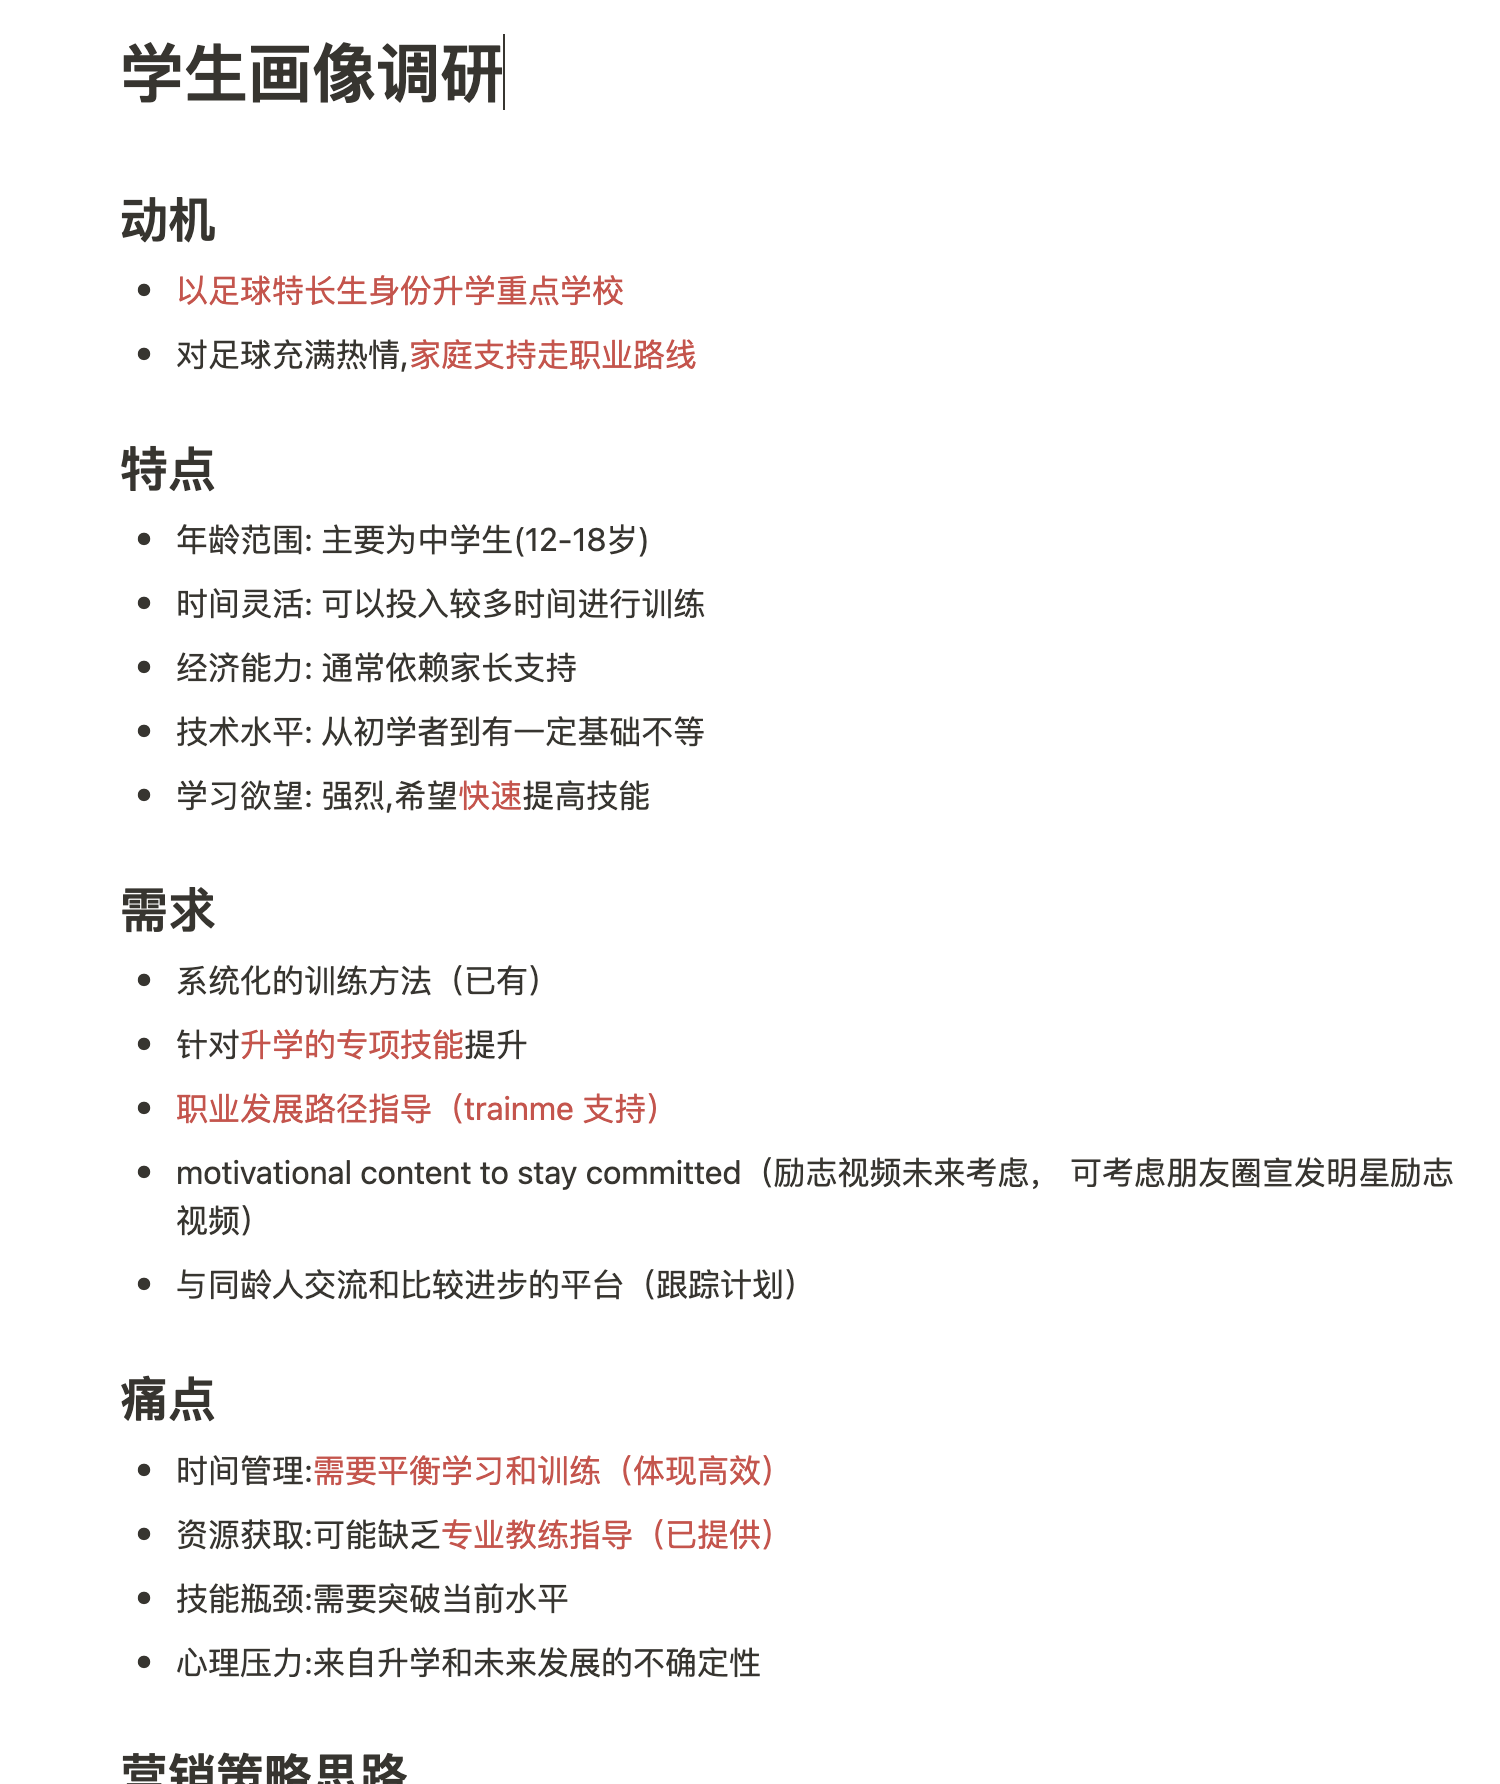 学生画像调研
动机
• 以足球特长生身份升学重点学校
• 对足球充满热情,家庭支持走职业路线
特点
• 年龄范围: 主要为中学生(12-18岁)
• 时间灵活: 可以投入较多时间进行训练
• 经济能力: 通常依赖家长支持
• 技术水平: 从初学者到有一定基础不等
• 学习欲望: 强烈,希望快速提高技能
需求
• 系统化的训练方法（已有）
• 针对升学的专项技能提升
• 职业发展路径指导（trainme 支持）
• motivational content to stay committed（励志视频未来考虑， 可考虑朋友圈宣发明星励志
视频）
• 与同龄人交流和比较进步的平台（跟踪计划）
痛点
• 时间管理:需要平衡学习和训练（体现高效）
• 资源获取:可能缺乏专业教练指导（已提供）
• 技能瓶颈:需要突破当前水平
• 心理压力:来自升学和未来发展的不确定性
营销策略思路